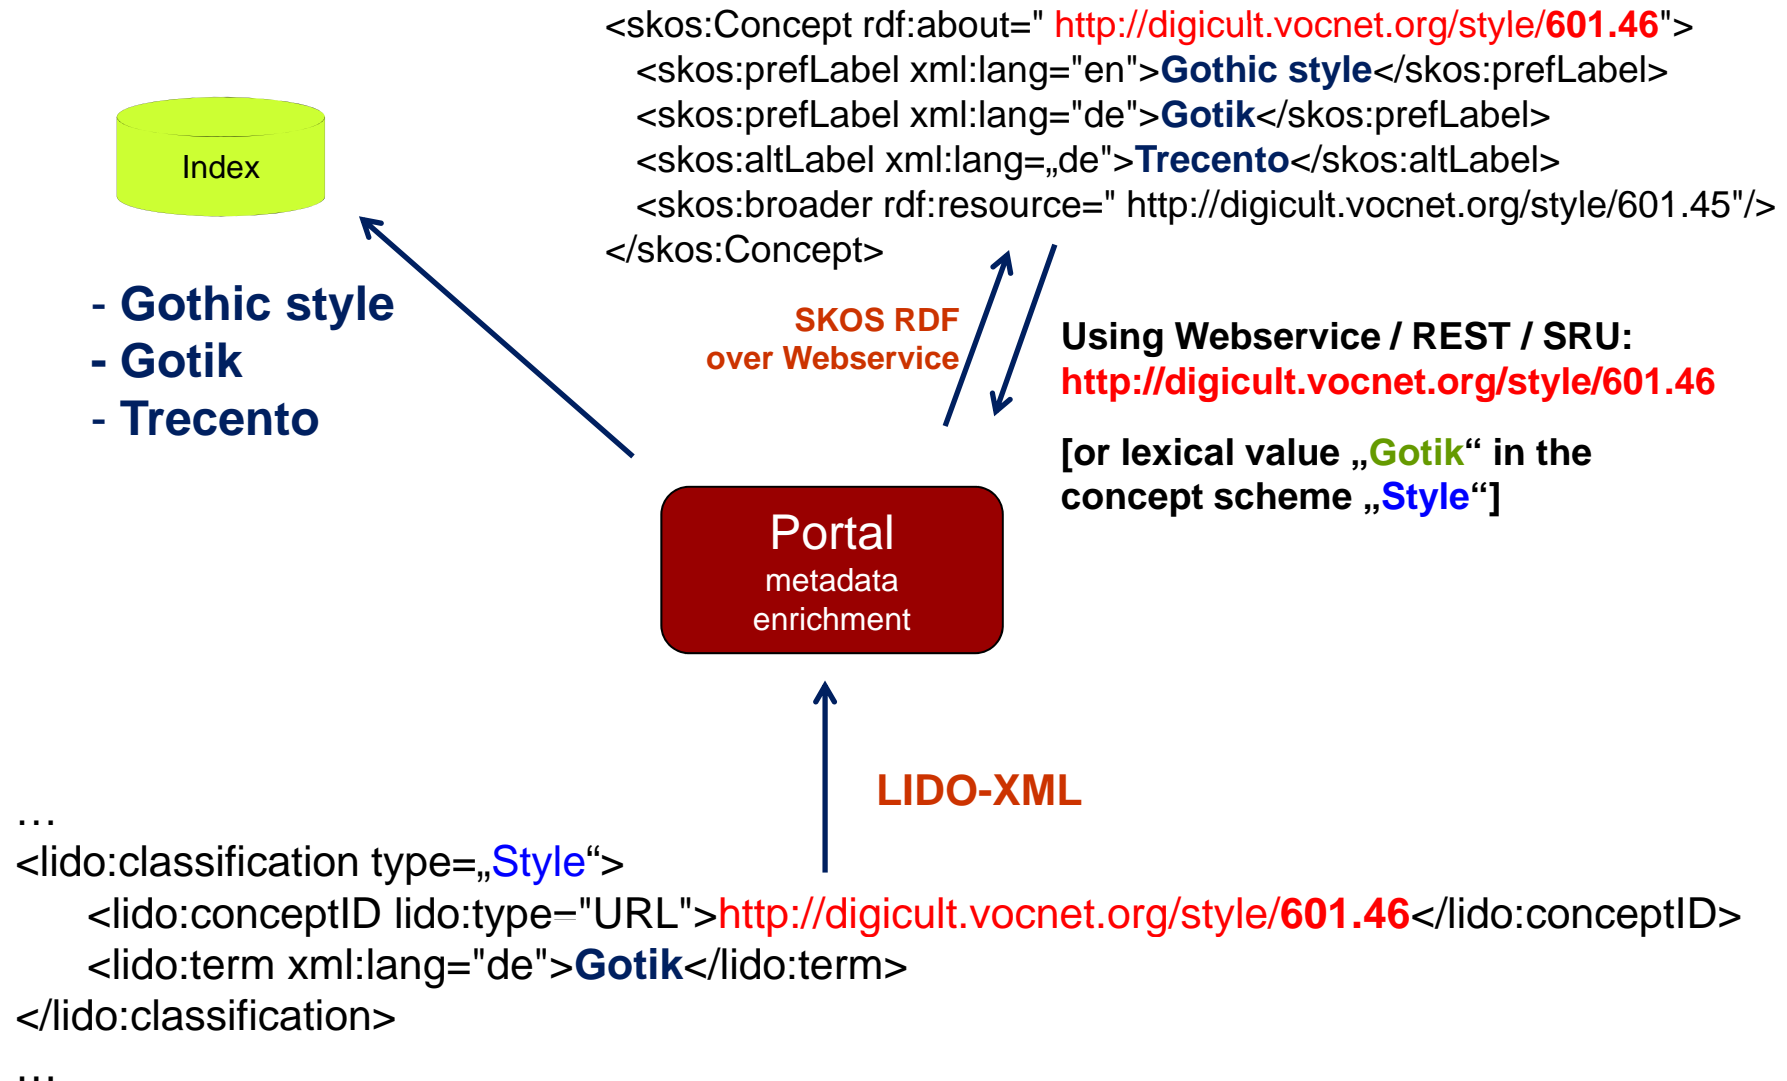 <skos:Concept rdf:about=" http://digicult.vocnet.org/style/601.46">
<skos:prefLabel xml:lang="en">Gothic style</skos:prefLabel>
<skos:prefLabel xml:lang="de">Gotik</skos:prefLabel>
<skos:altLabel xml:lang=„de">Trecento</skos:altLabel>
<skos:broader rdf:resource=" http://digicult.vocnet.org/style/601.45"/>
</skos:Concept>
Index
- Gothic style
- Gotik
- Trecento
SKOS RDF
over Webservice
Using Webservice / REST / SRU:
http://digicult.vocnet.org/style/601.46
[or lexical value „Gotik“ in the
concept scheme „Style“]
Portal
metadata
enrichment
LIDO-XML
…
<lido:classification type=„Style“>
<lido:conceptID lido:type="URL">http://digicult.vocnet.org/style/601.46</lido:conceptID>
<lido:term xml:lang="de">Gotik</lido:term>
</lido:classification>
…